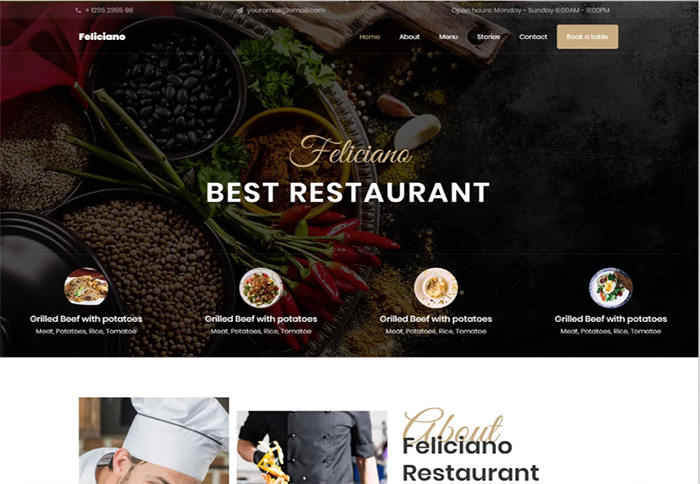 + 1235 2355 98
youremail@email.com
Open hours: Monday - Sunday 8:00AM - 9:00PM
Feliciano
Home About Menu Stories Contact Book a table
Feliciano
BEST RESTAURANT
Grilled Beef with potatoes
Meat, Potatoes, Rice, Tomatoe
Grilled Beef with potatoes
Meat, Potatoes, Rice, Tomatoe
Grilled Beef with potatoes
Meat, Potatoes, Rice, Tomatoe
Grilled Beef with potatoes
Meat, Potatoes, Rice, Tomatoe
About
Feliciano
Restaurant